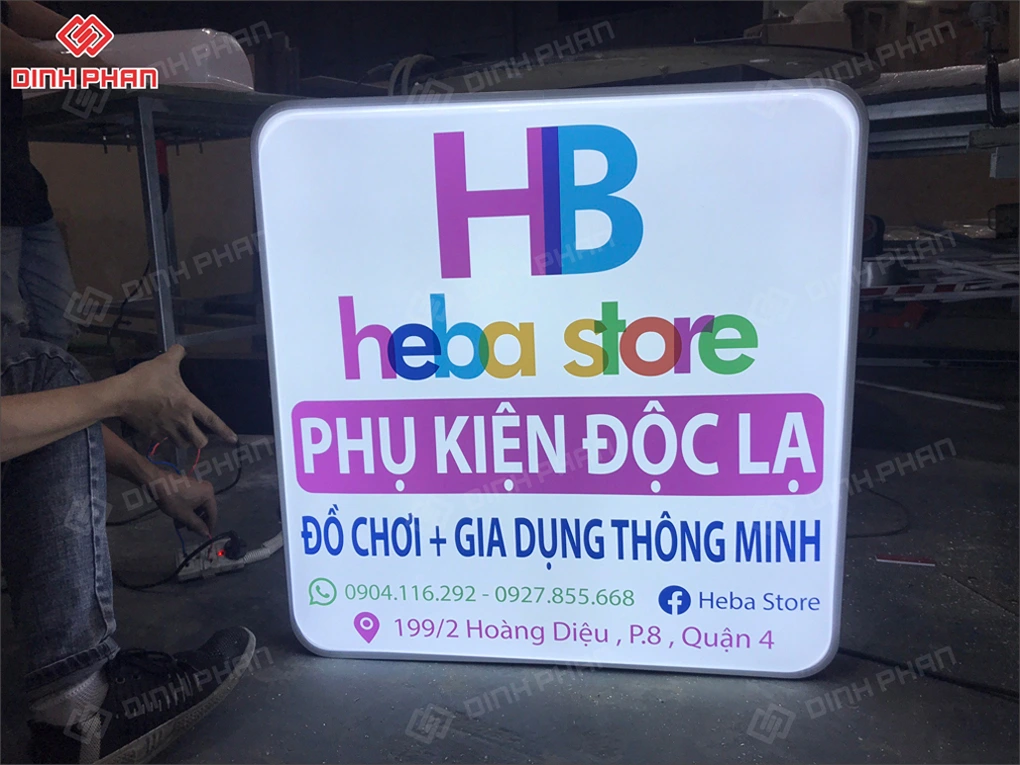 DINH PHAN
HB
heba store
PHỤ KIỆN ĐỘC LẠ
ĐỒ CHƠI + GIA DỤNG THÔNG MINH
0904.116.292 - 0927.855.668 Heba Store
199/2 Hoàng Diệu , P.8 , Quận 4